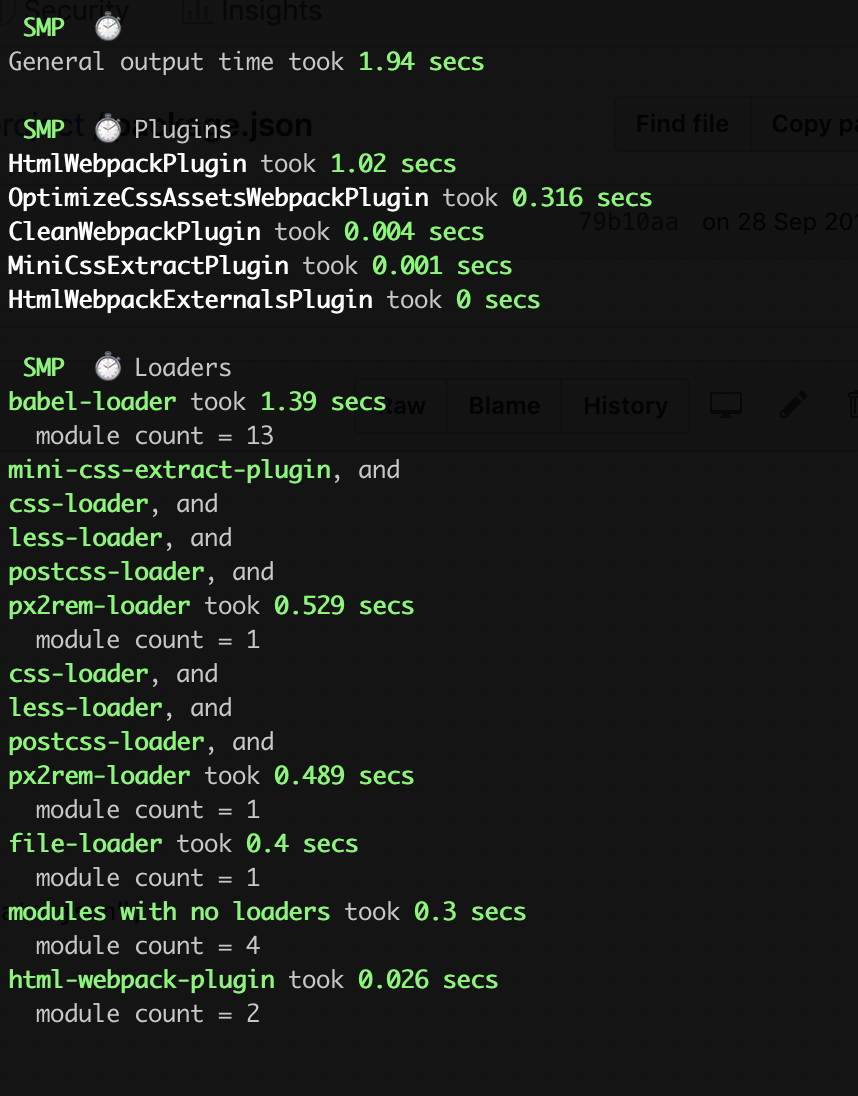 Security Insights
SMP
General output time took 1.94 secs
SMP Plugins
package.json
Find file
HtmlWebpackPlugin took 1.02 secs
OptimizeCssAssetsWebpackPlugin took 0.316 secs
79b10aa on 28 Sep
CleanWebpackPlugin took 0.004 secs
MiniCssExtractPlugin took 0.001 secs
HtmlWebpackExternalsPlugin took 0 secs
SMP Loaders
babel-loader took 1.39 secs
Blame History
module count = 13
mini-css-extract-plugin, and
css-loader, and
less-loader, and
postcss-loader, and
px2rem-loader took 0.529 secs
module count = 1
css-loader, and
less-loader, and
postcss-loader, and
px2rem-loader took 0.489 secs
module count = 1
file-loader took 0.4 secs
module count = 1
modules with no loaders took 0.3 secs
module count = 4
html-webpack-plugin took 0.026 secs
module count = 2